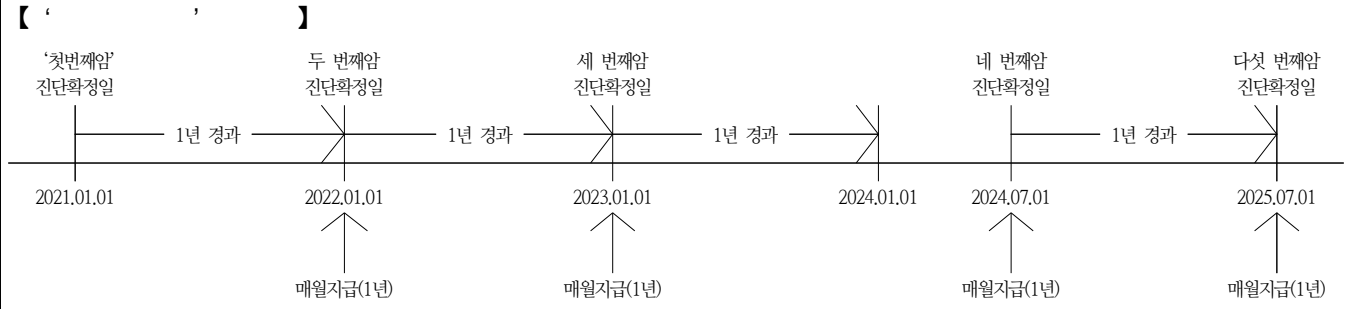 【 ‘ ’ 】
‘첫번째암’ 진단확정일
두 번째암 진단확정일
세 번째암 진단확정일
네 번째암 진단확정일
다섯 번째암 진단확정일
1년 경과
1년 경과
1년 경과
1년 경과
2021.01.01
2022.01.01
2023.01.01
2024.01.01
2024.07.01
2025.07.01
매월지급(1년)
매월지급(1년)
매월지급(1년)
매월지급(1년)